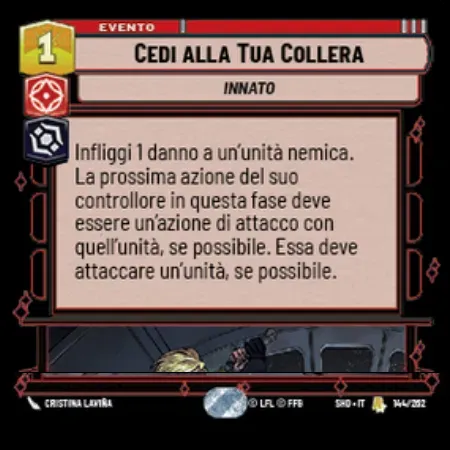 EVENTO
1
CEDI ALLA TUA COLLERA
INNATO
Infliggi 1 danno a un'unità nemica.
La prossima azione del suo
controllore in questa fase deve
essere un'azione di attacco con
quell'unità, se possibile. Essa deve
attaccare un'unità, se possibile.
CRISTINA LAVIÑA
© LFL ℗ FFG
SHD • IT
144/262